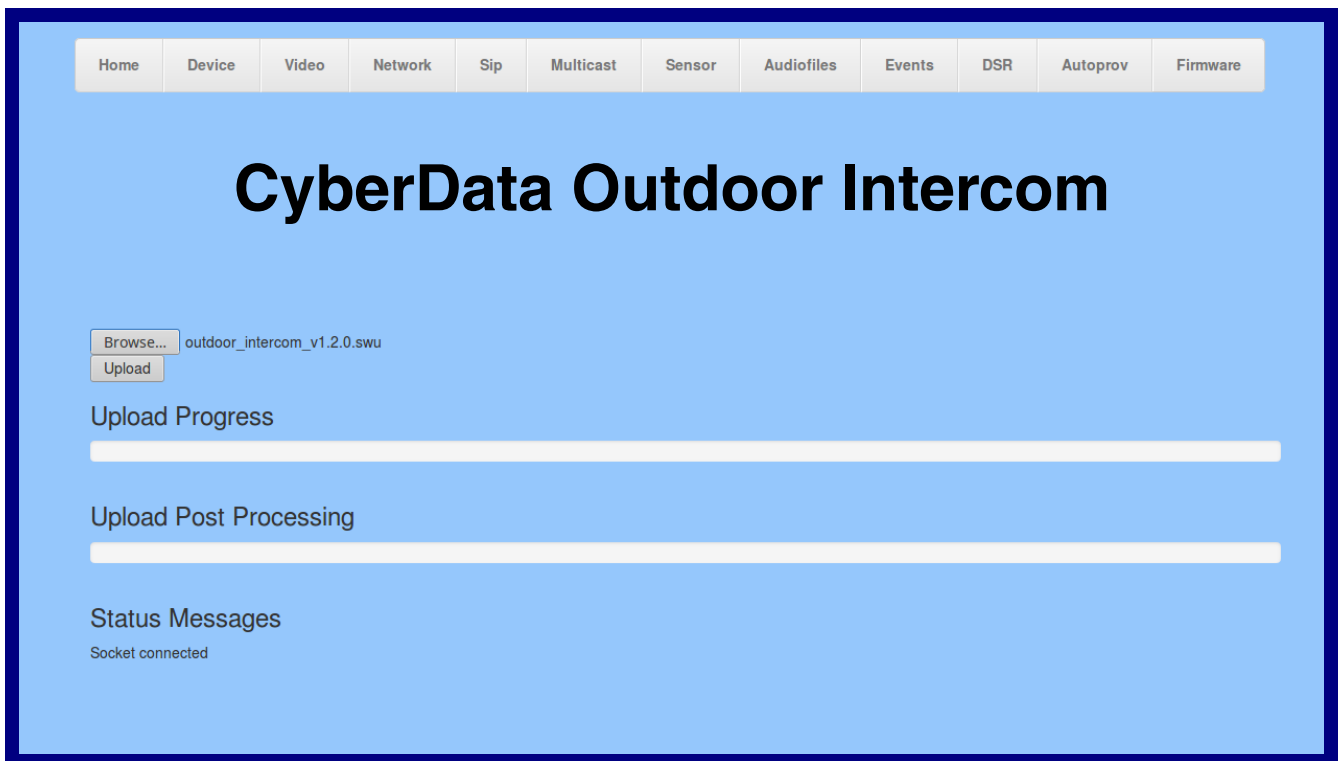 Home Device Video Network Sip Multicast Sensor Audiofiles Events DSR Autoprov Firmware
CyberData Outdoor Intercom
Browse... outdoor_intercom_v1.2.0.swu
Upload
Upload Progress
Upload Post Processing
Status Messages
Socket connected